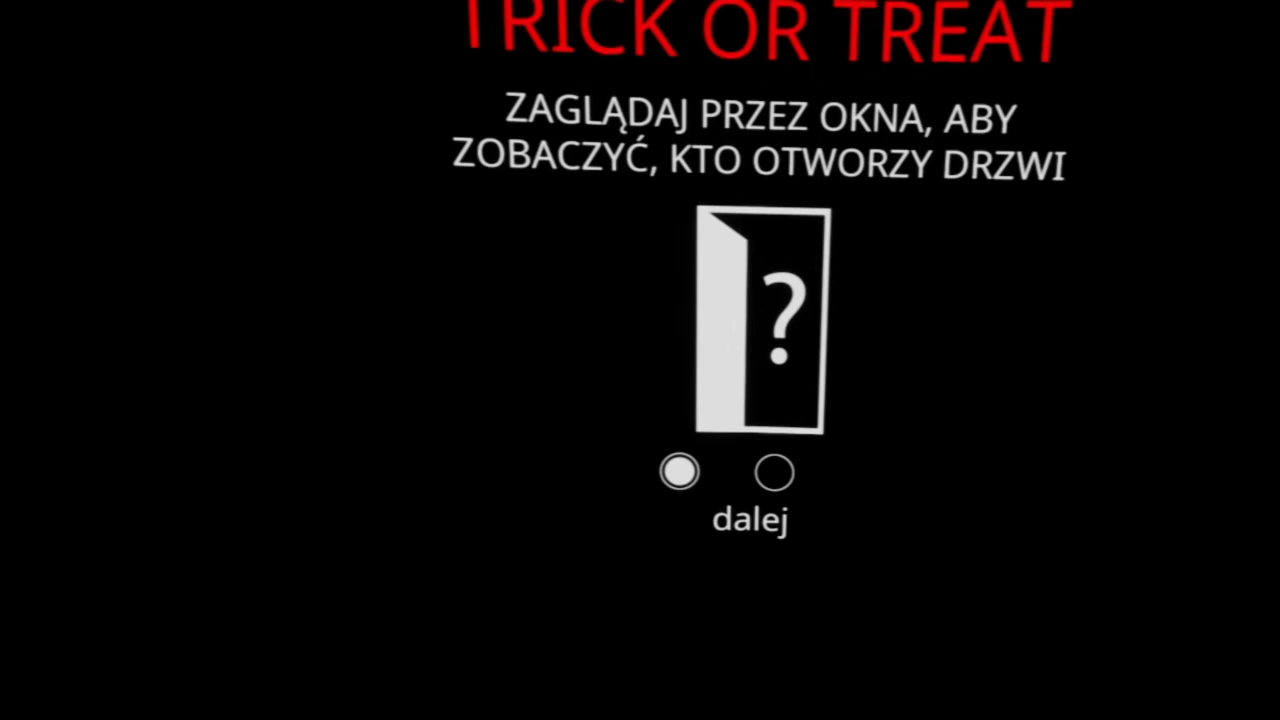 TRICK OR TREAT
ZAGLĄDAJ PRZEZ OKNA, ABY
ZOBACZYĆ, KTO OTWORZY DRZWI
?
dalej